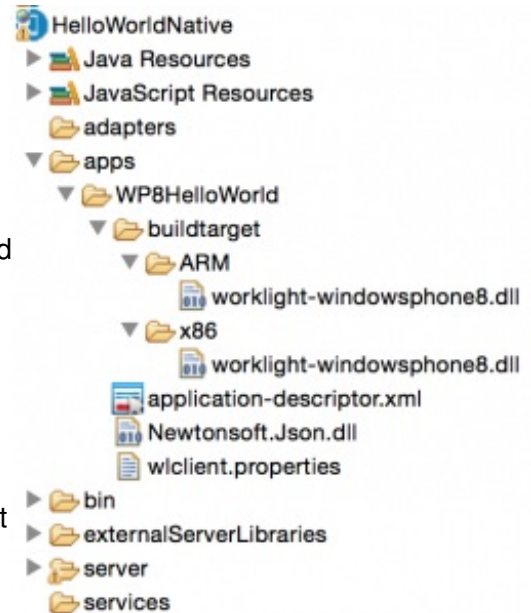 HelloWorldNative
Java Resources
JavaScript Resources
adapters
apps
WP8HelloWorld
buildtarget
d
ARM
worklight-windowsphone8.dll
x86
worklight-windowsphone8.dll
application-descriptor.xml
Newtonsoft.Json.dll
wlclient.properties
bin
t
externalServerLibraries
server
services